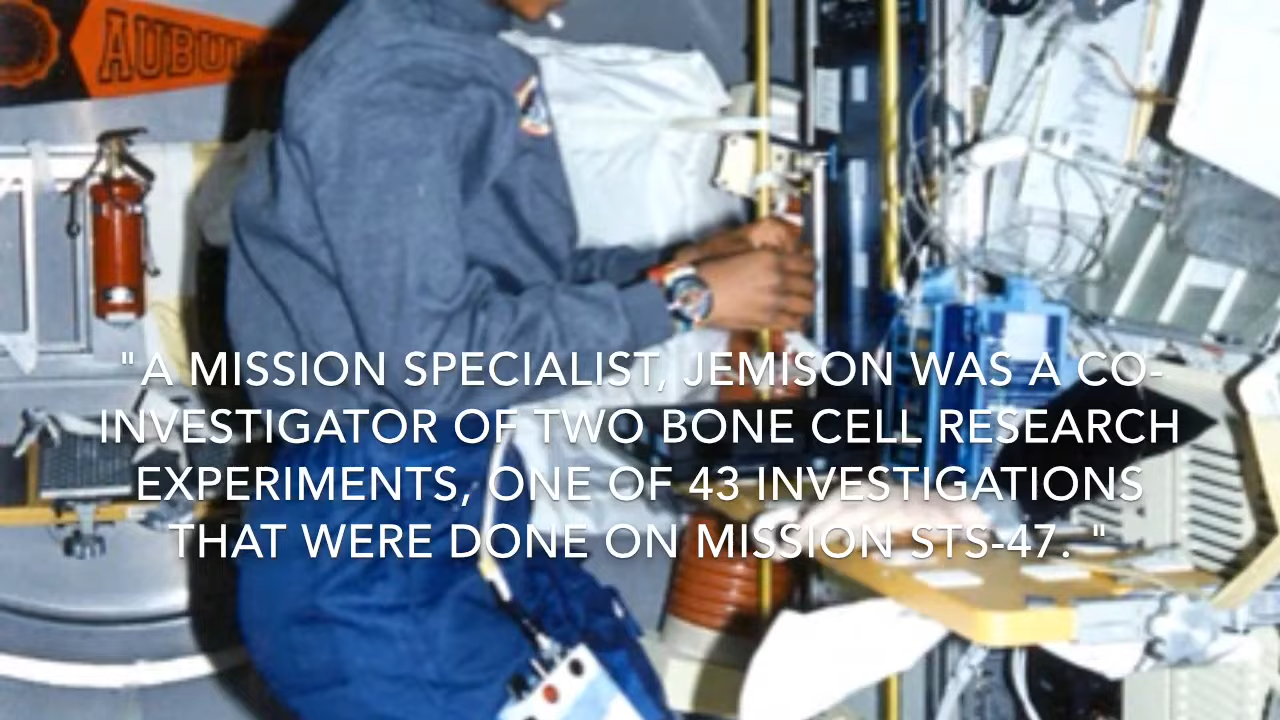 AUBU
"A MISSION SPECIALIST, JEMISON WAS A CO-
INVESTIGATOR OF TWO BONE CELL RESEARCH
EXPERIMENTS, ONE OF 43 INVESTIGATIONS
THAT WERE DONE ON MISSION STS-47. "